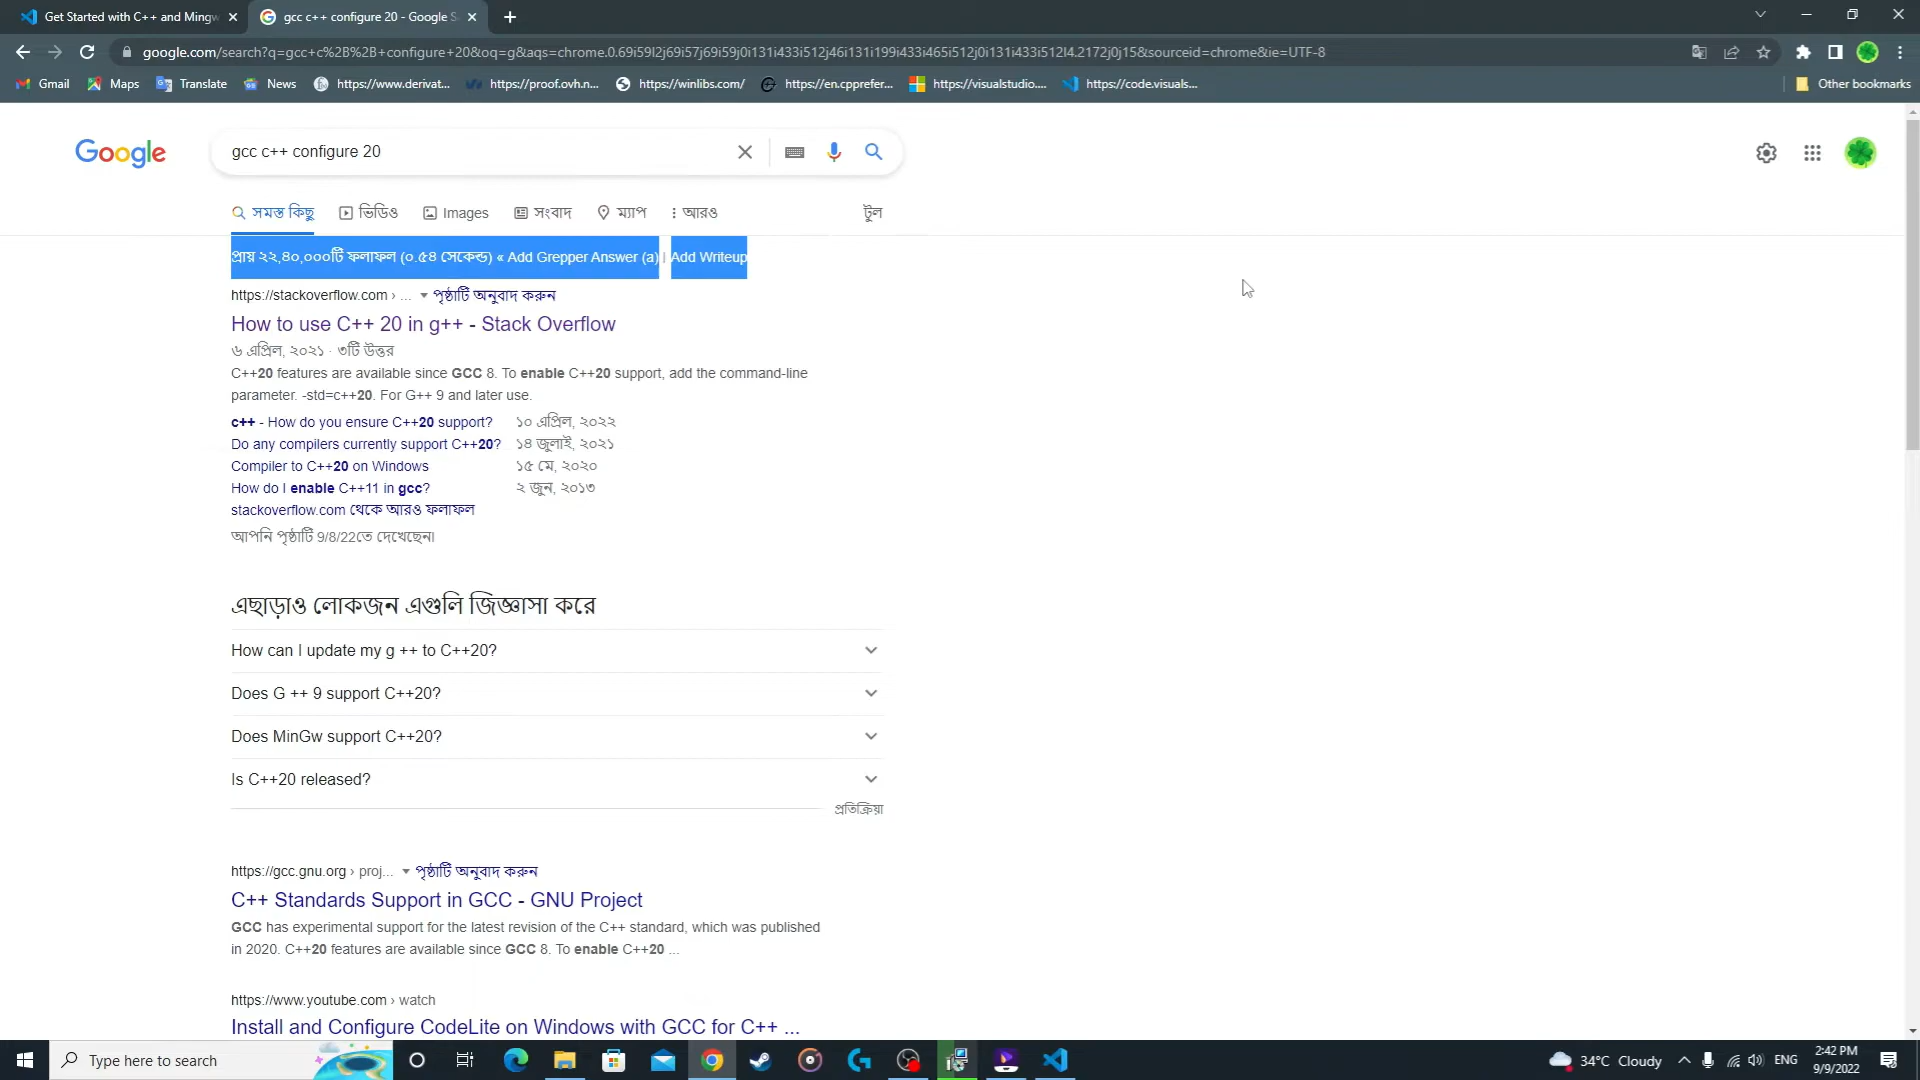 Get Started with C++ and Mingw
gcc c++ configure 20 - Google S
google.com/search?q=gcc+c%2B%2B+configure+20&oq=g&aqs=chrome.0.69i59l2j69i57j69i59j0i131i433i512j46i131i199i433i465i512j0i131i433i512l4.2172j0j15&sourceid=chrome&ie=UTF-8
Gmail Maps Translate News https://www.derivat... https://proof.ovh.n... https://winlibs.com/ https://en.cpprefer... https://visualstudio.... https://code.visuals... Other bookmarks
Google
gcc c++ configure 20
সমস্ত কিছু ভিডিও Images সংবাদ ম্যাপ আরও টুল
প্রায় ২২,৪০,০০০টি ফলাফল (০.৫৪ সেকেন্ড) « Add Grepper Answer (a) | Add Writeup
https://stackoverflow.com › ... পৃষ্ঠাটি অনুবাদ করুন
How to use C++ 20 in g++ - Stack Overflow
৬ এপ্রিল, ২০২১ · ৩টি উত্তর
C++20 features are available since GCC 8. To enable C++20 support, add the command-line
parameter. -std=c++20. For G++ 9 and later use.
c++ - How do you ensure C++20 support? ১০ এপ্রিল, ২০২২
Do any compilers currently support C++20? ১৪ জুলাই, ২০২১
Compiler to C++20 on Windows ১৫ মে, ২০২০
How do I enable C++11 in gcc? ২ জুন, ২০১৩
stackoverflow.com থেকে আরও ফলাফল
আপনি পৃষ্ঠাটি 9/8/22তে দেখেছেন।
এছাড়াও লোকজন এগুলি জিজ্ঞাসা করে
How can I update my g ++ to C++20?
Does G ++ 9 support C++20?
Does MinGw support C++20?
Is C++20 released?
প্রতিক্রিয়া
https://gcc.gnu.org › proj... পৃষ্ঠাটি অনুবাদ করুন
C++ Standards Support in GCC - GNU Project
GCC has experimental support for the latest revision of the C++ standard, which was published
in 2020. C++20 features are available since GCC 8. To enable C++20 ...
https://www.youtube.com › watch
Install and Configure CodeLite on Windows with GCC for C++ ...
Type here to search
34°C Cloudy
ENG
2:42 PM
9/9/2022